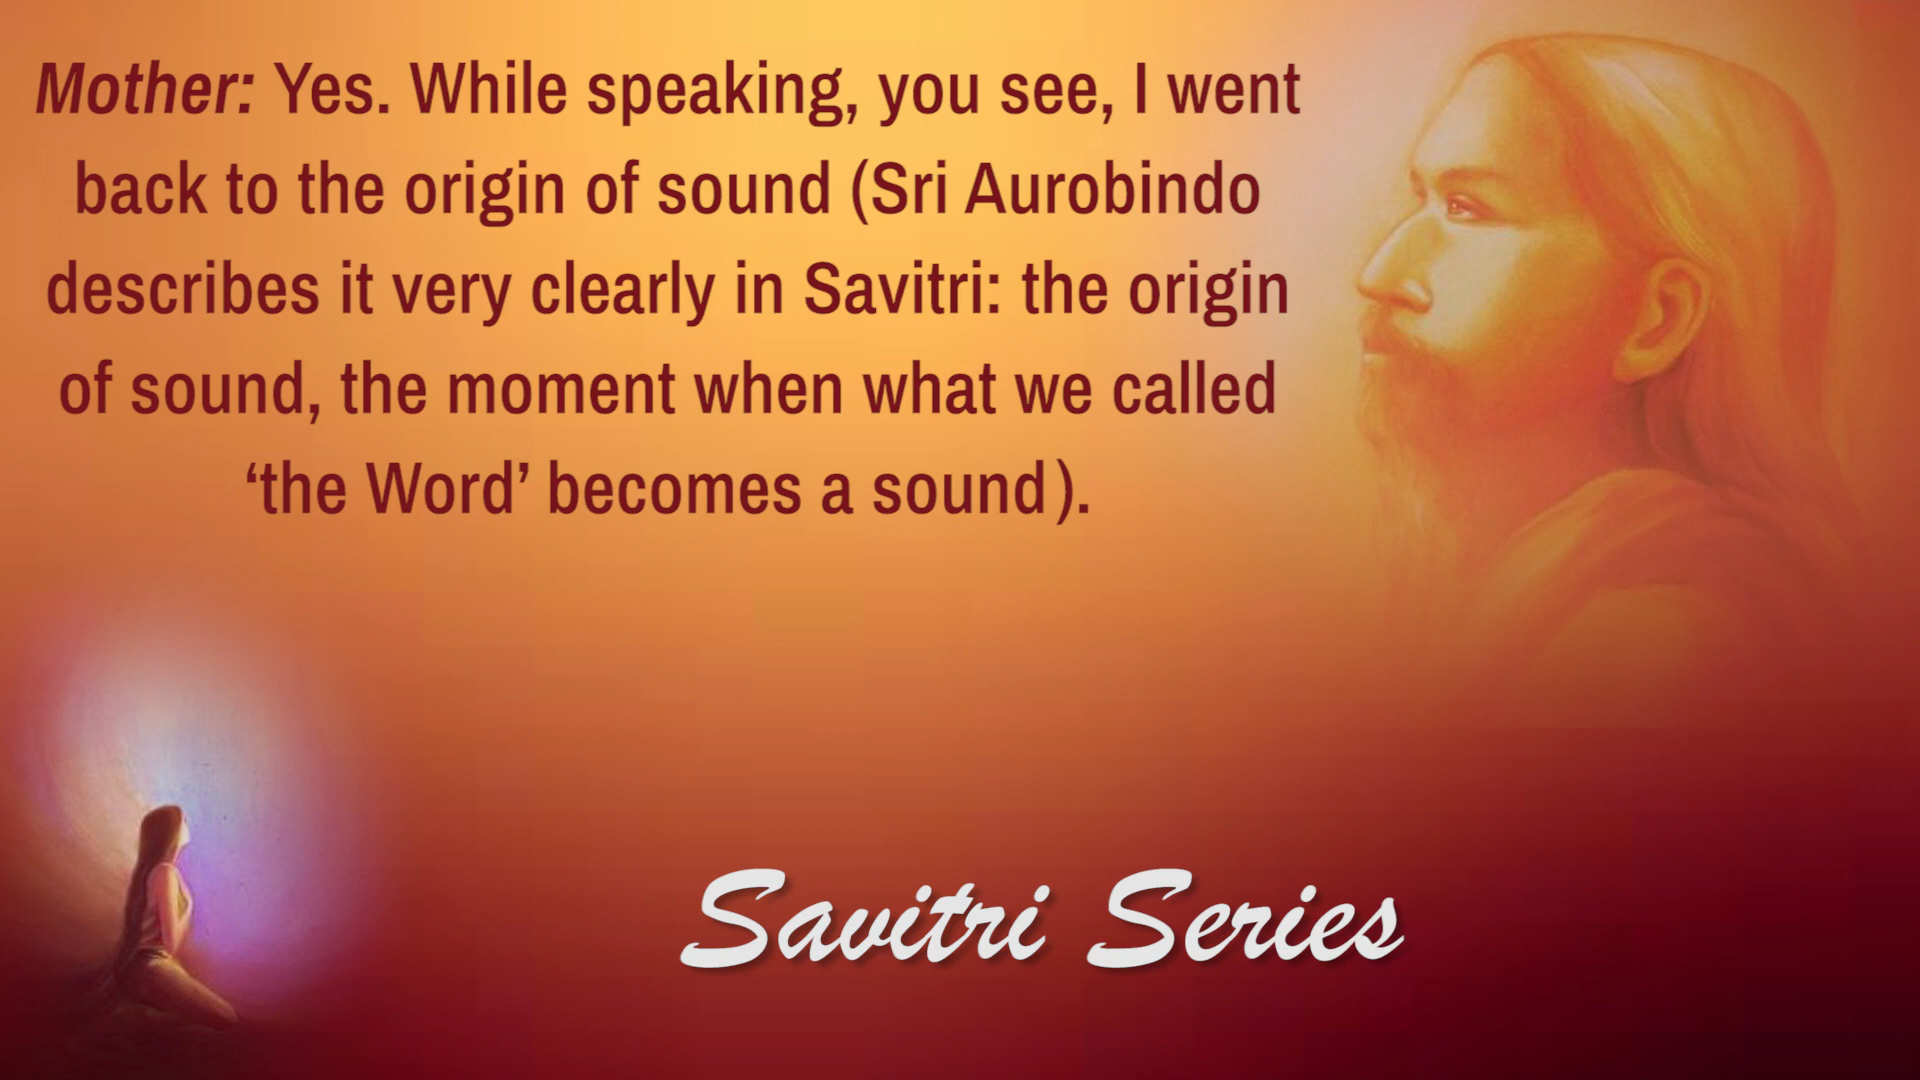 Mother: Yes. While speaking, you see, I went
back to the origin of sound (Sri Aurobindo
describes it very clearly in Savitri: the origin
of sound, the moment when what we called
‘the Word’ becomes a sound).
Savitri Series